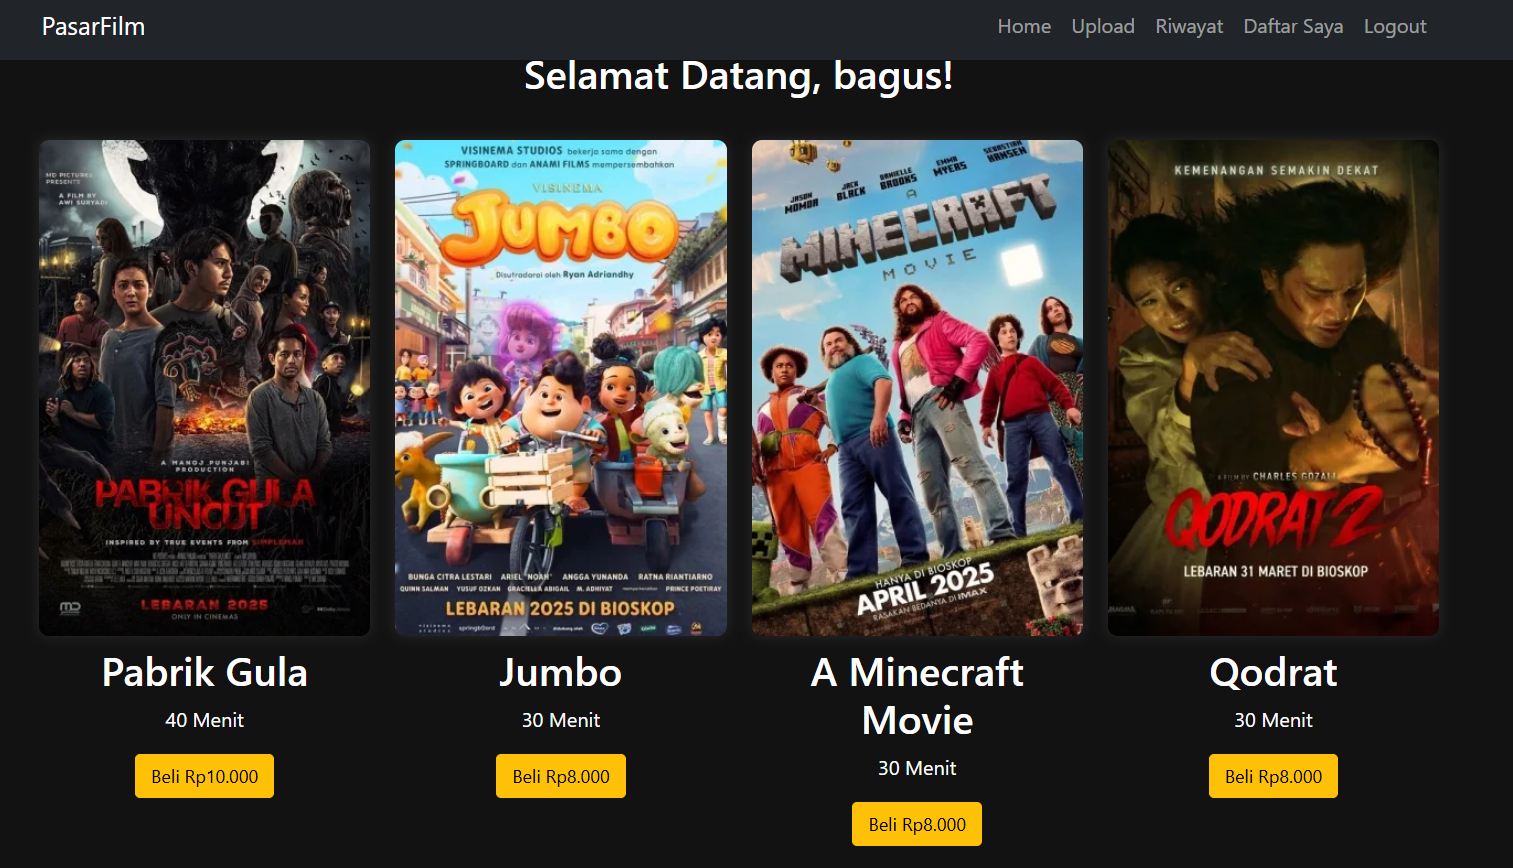 PasarFilm
Home Upload Riwayat Daftar Saya Logout
Selamat Datang, bagus!
MD PICTURES
PRESENTS
A FILM BY
AWI SURYADI
A MANOJ PUNJABI
PRODUCTION
PABRIK GULA
UNCUT
INSPIRED BY TRUE EVENTS FROM SIMPLEMAN
LEBARAN 2025
ONLY IN CINEMAS
VISINEMA STUDIOS bekerja sama dengan
SPRINGBOARD dan ANAMI FILMS mempersembahkan
VISINEMA
JUMBO
Disutradarai oleh Ryan Adriandhy
BUNGA CITRA LESTARI ARIEL "NOAH" ANGGA YUNANDA RATNA RIANTIARNO
QUINN SALMAN YUSUF OZKAN GRACIELLA ABIGAIL M. ADHIYAT PRINCE POETIRAY
LEBARAN 2025 DI BIOSKOP
visinema
studios
springboard
JASON
MOMOA
JACK
BLACK
DANIELLE
BROOKS
EMMA
MYERS
SEBASTIAN
HANSEN
A
MINECRAFT
MOVIE
HANYA DI BIOSKOP
APRIL 2025
RASAKAN BEDANYA DI IMAX
KEMENANGAN SEMAKIN DEKAT
A FILM BY CHARLES GOZALI
QODRAT 2
LEBARAN 31 MARET DI BIOSKOP
Pabrik Gula
40 Menit
Beli Rp10.000
Jumbo
30 Menit
Beli Rp8.000
A Minecraft
Movie
30 Menit
Beli Rp8.000
Qodrat
30 Menit
Beli Rp8.000